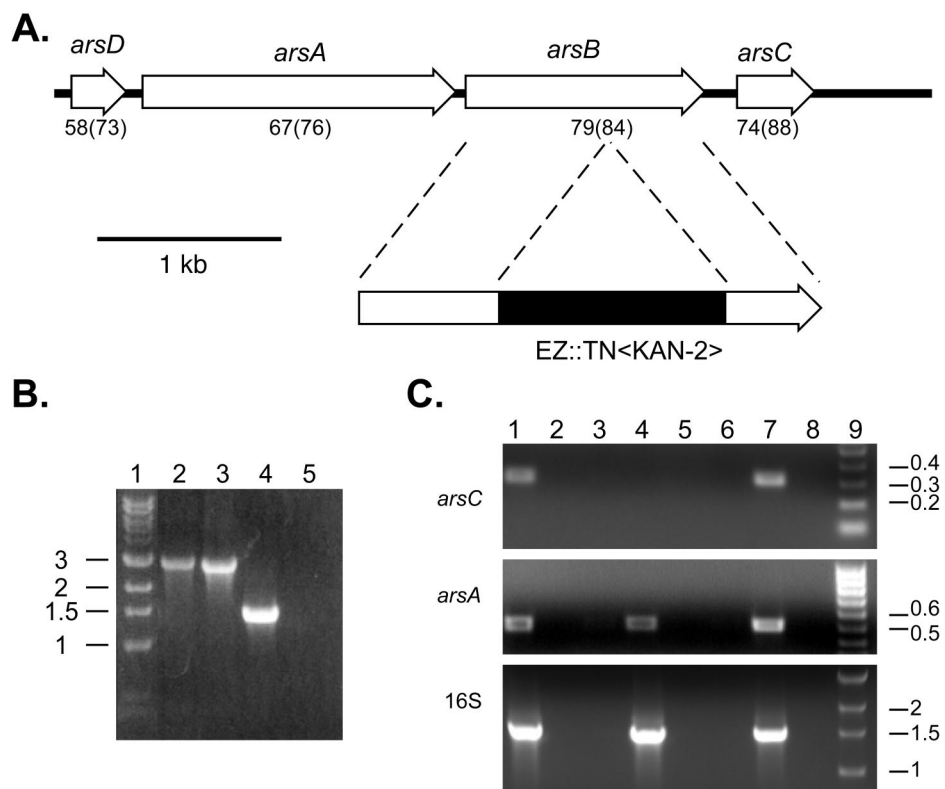 A.
arsD arsA arsB arsC
58(73) 67(76) 79(84) 74(88)
1 kb
EZ::TN<KAN-2>
B.
1 2 3 4 5
3
2
1.5
1
C.
1 2 3 4 5 6 7 8 9
arsC
0.4
0.3
0.2
arsA
0.6
0.5
16S
2
1.5
1